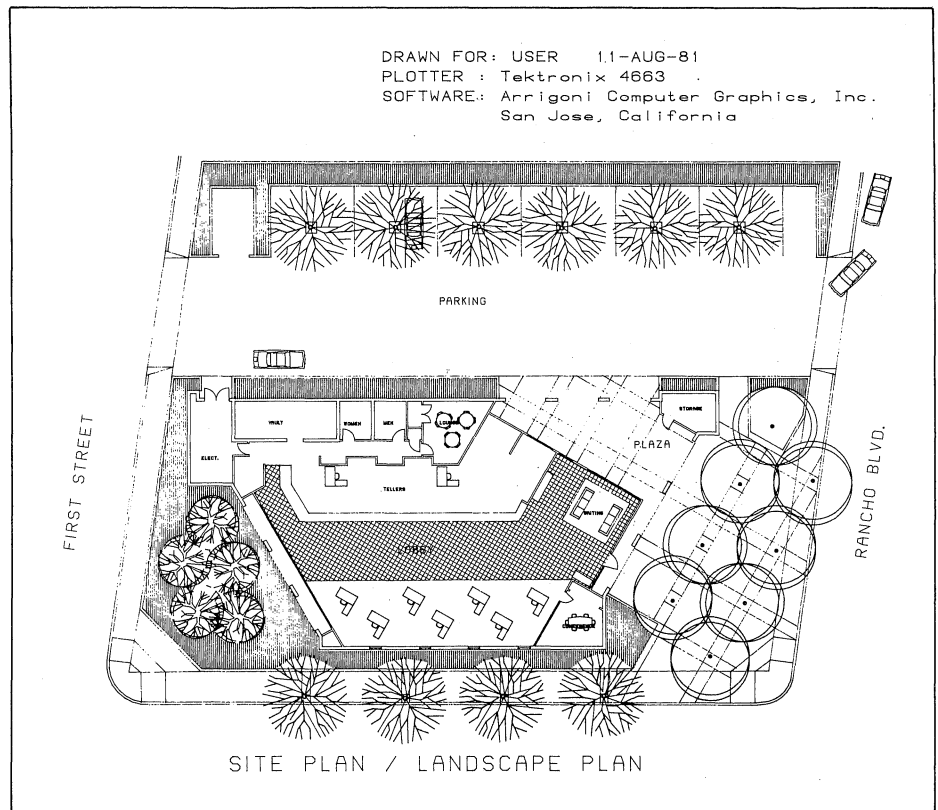 DRAWN FOR: USER 11-AUG-81
PLOTTER : Tektronix 4663
SOFTWARE: Arrigoni Computer Graphics, Inc.
San Jose, California
PARKING
STORAGE
VAULT
WOMEN
MEN
LOUNGE
PLAZA
ELECT.
TELLERS
WAITING
LOBBY
FIRST STREET
RANCHO BLVD.
SITE PLAN / LANDSCAPE PLAN